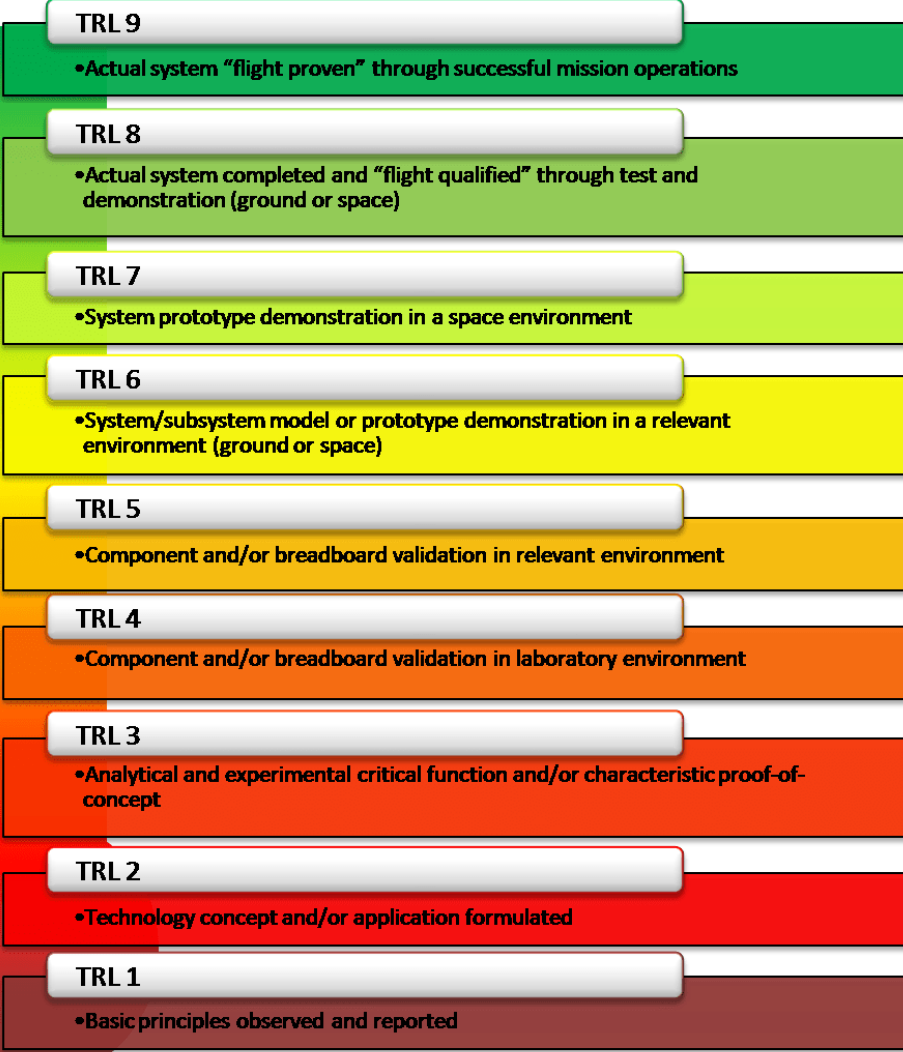 TRL 9
•Actual system “flight proven” through successful mission operations
TRL 8
•Actual system completed and “flight qualified” through test and
demonstration (ground or space)
TRL 7
•System prototype demonstration in a space environment
TRL 6
•System/subsystem model or prototype demonstration in a relevant
environment (ground or space)
TRL 5
•Component and/or breadboard validation in relevant environment
TRL 4
•Component and/or breadboard validation in laboratory environment
TRL 3
•Analytical and experimental critical function and/or characteristic proof-of-
concept
TRL 2
•Technology concept and/or application formulated
TRL 1
•Basic principles observed and reported